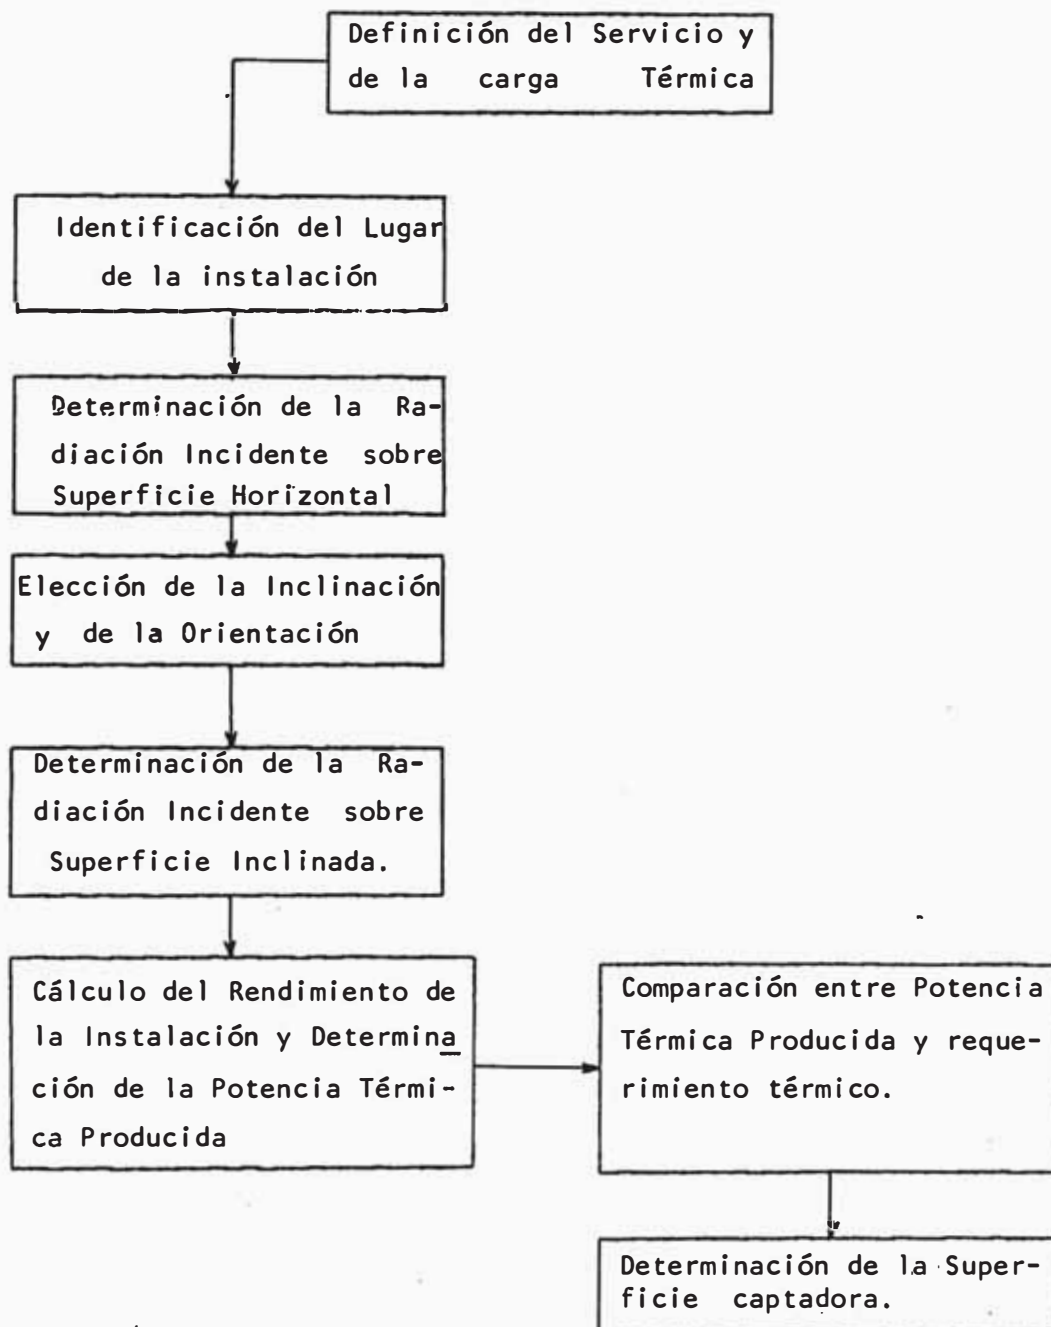 Definición del Servicio y
de la carga Térmica
Identificación del Lugar
de la instalación
Determinación de la Ra-
diación Incidente sobre
Superficie Horizontal
Elección de la Inclinación
y de la Orientación
Determinación de la Ra-
diación Incidente sobre
Superficie Inclinada.
Cálculo del Rendimiento de
la Instalación y Determina
ción de la Potencia Térmi-
ca Producida
Comparación entre Potencia
Térmica Producida y reque-
rimiento térmico.
Determinación de la Super-
ficie captadora.